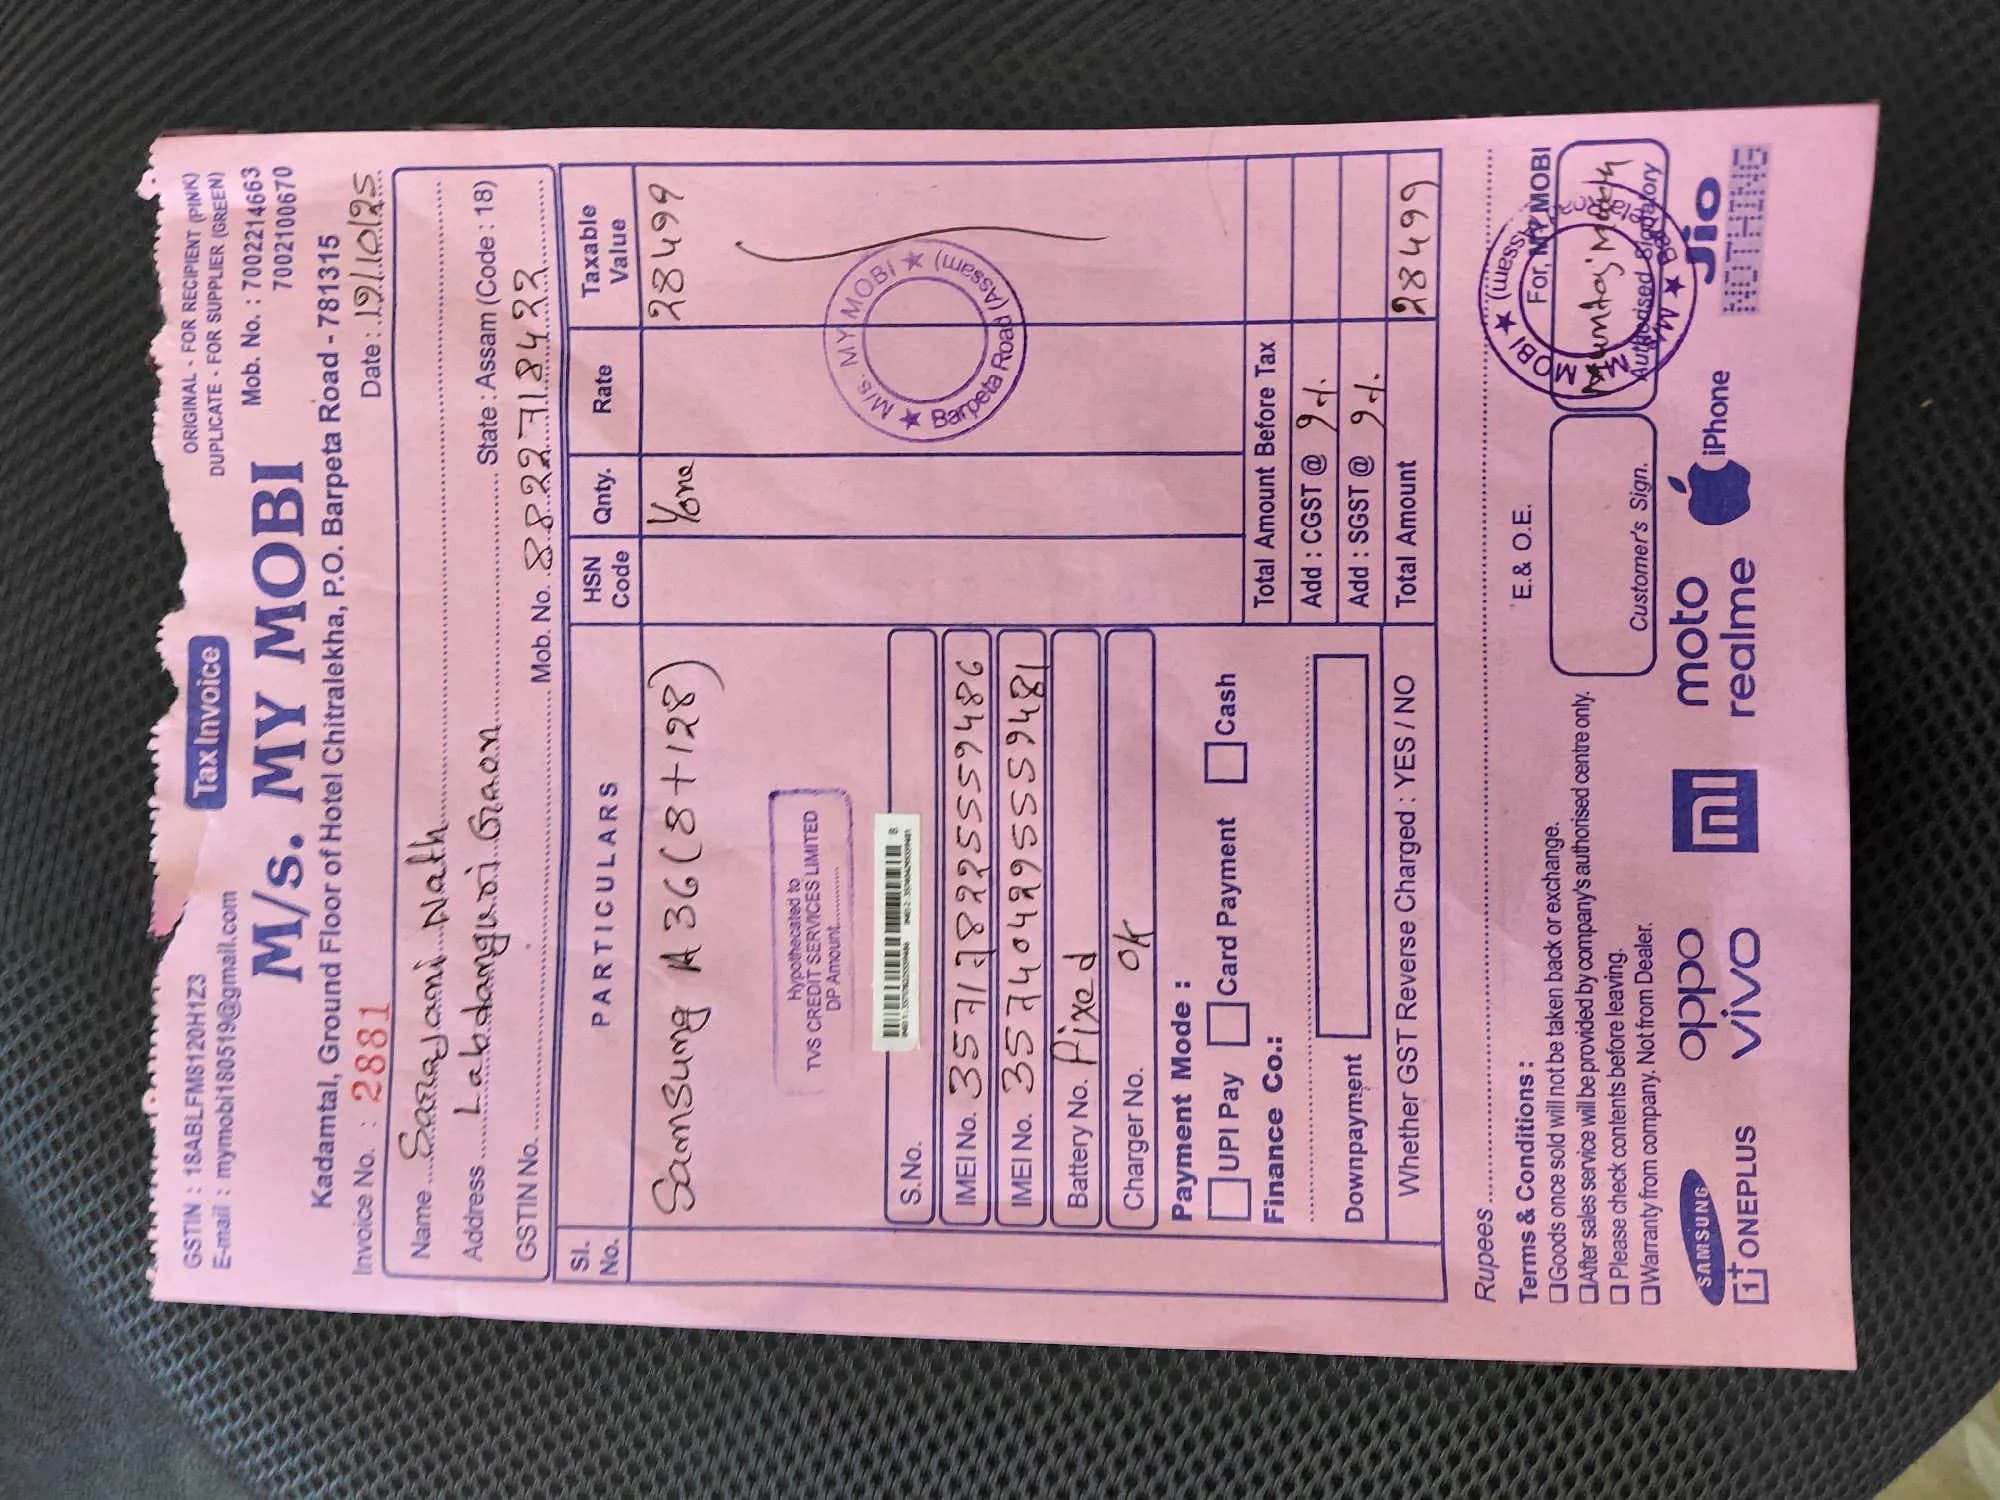 GSTIN : 18ABLFM8120H1Z3
Tax Invoice
ORIGINAL - FOR RECIPIENT (PINK)
E-mail : mymobi180519@gmail.com
DUPLICATE - FOR SUPPLIER (GREEN)
M/s. MY MOBI
Mob. No. : 7002214663
7002100670
Kadamtal, Ground Floor of Hotel Chitralekha, P.O. Barpeta Road - 781315
Invoice No. : 2881
Date : 19/10/25
Name Nath
Address Labdanguri Gaon State : Assam (Code : 18)
GSTIN No. Mob. No. 8822718422
Sl. No. PARTICULARS HSN Code Qnty. Rate Taxable Value
Samsung A36(8+128) 1one 28499
Hypothecated to
TVS CREDIT SERVICES LIMITED
DP Amount
M/s. MY MOBI ★ Barpeta Road (Assam) ★
S.No.
IMEI No. 357178225559486
IMEI No. 357404295559481
Battery No. Fixed
Charger No. ok
Payment Mode :
UPI Pay Card Payment Cash
Finance Co.:
Downpayment
Total Amount Before Tax
Add : CGST @ 9%
Add : SGST @ 9%
Whether GST Reverse Charged : YES / NO Total Amount 28499
Rupees
Terms & Conditions :
E.& O.E.
For, MY MOBI
Goods once sold will not be taken back or exchange.
After sales service will be provided by company's authorised centre only.
Please check contents before leaving.
Warranty from company. Not from Dealer.
Customer's Sign.
Authorised Signatory
SAMSUNG oppo mi moto iPhone Jio
1+ ONEPLUS vivo realme NOTHING